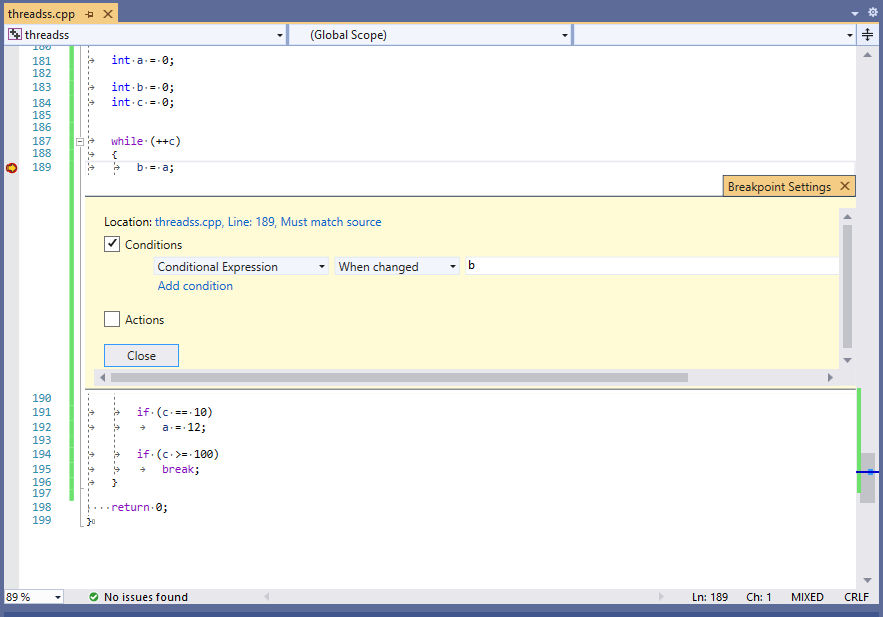 threadss.cpp
threadss (Global Scope)
180
181 int a = 0;
182
183 int b = 0;
184 int c = 0;
185
186
187 while (++c)
188 {
189 b = a;
Breakpoint Settings
Location: threadss.cpp, Line: 189, Must match source
Conditions
Conditional Expression When changed b
Add condition
Actions
Close
190
191 if (c == 10)
192 a = 12;
193
194 if (c >= 100)
195 break;
196 }
197
198 return 0;
199 }
89 % No issues found Ln: 189 Ch: 1 MIXED CRLF